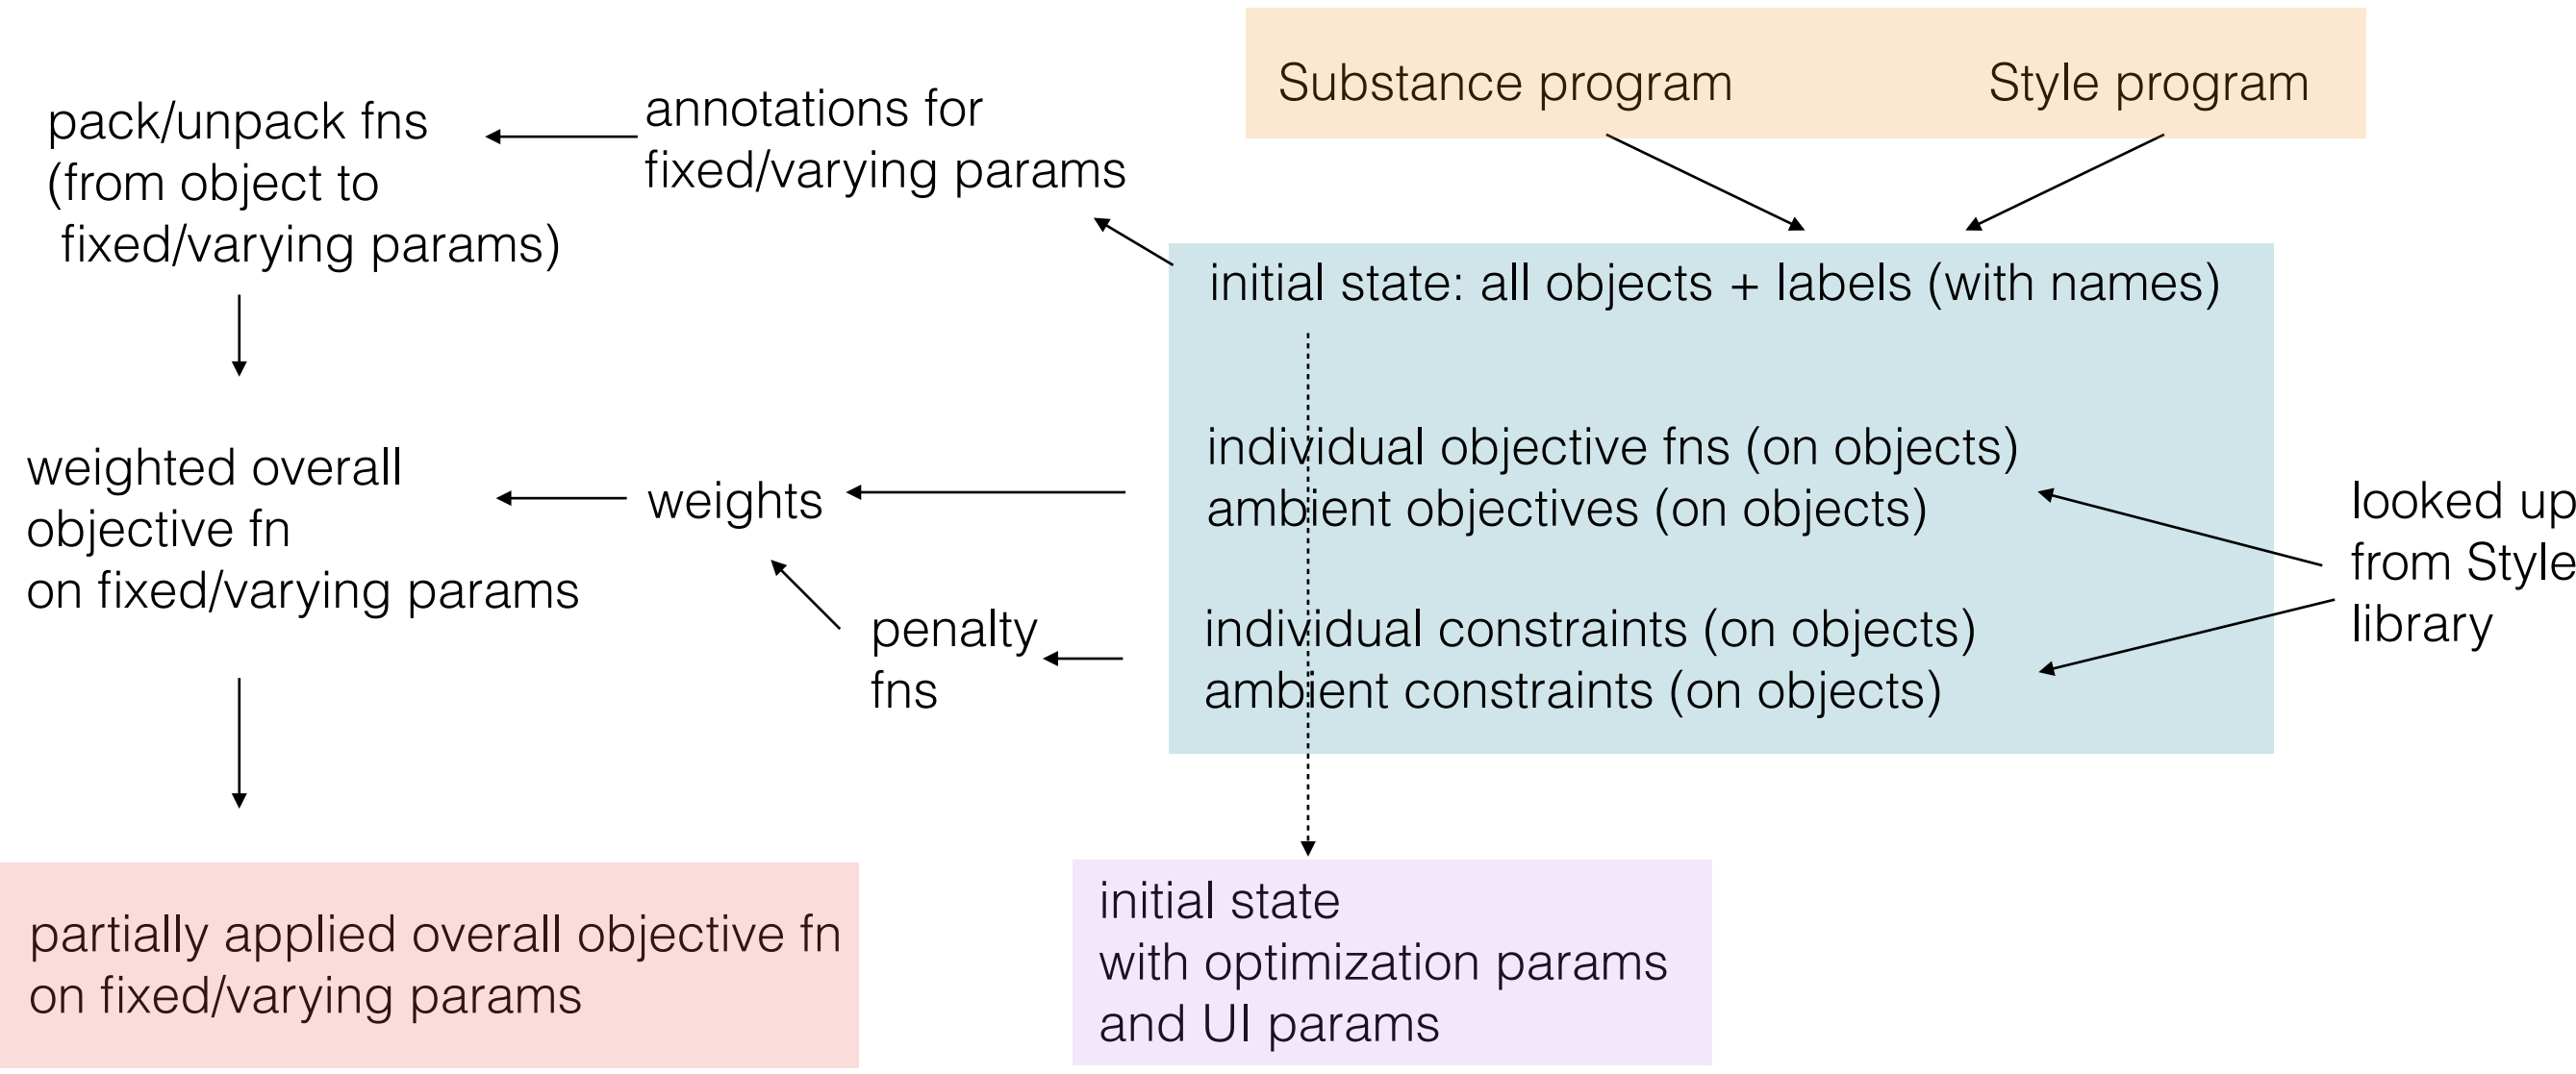 Substance program
Style program
pack/unpack fns
(from object to
fixed/varying params)
annotations for
fixed/varying params
initial state: all objects + labels (with names)
individual objective fns (on objects)
ambient objectives (on objects)
individual constraints (on objects)
ambient constraints (on objects)
looked up
from Style
library
weighted overall
objective fn
on fixed/varying params
weights
penalty
fns
partially applied overall objective fn
on fixed/varying params
initial state
with optimization params
and UI params